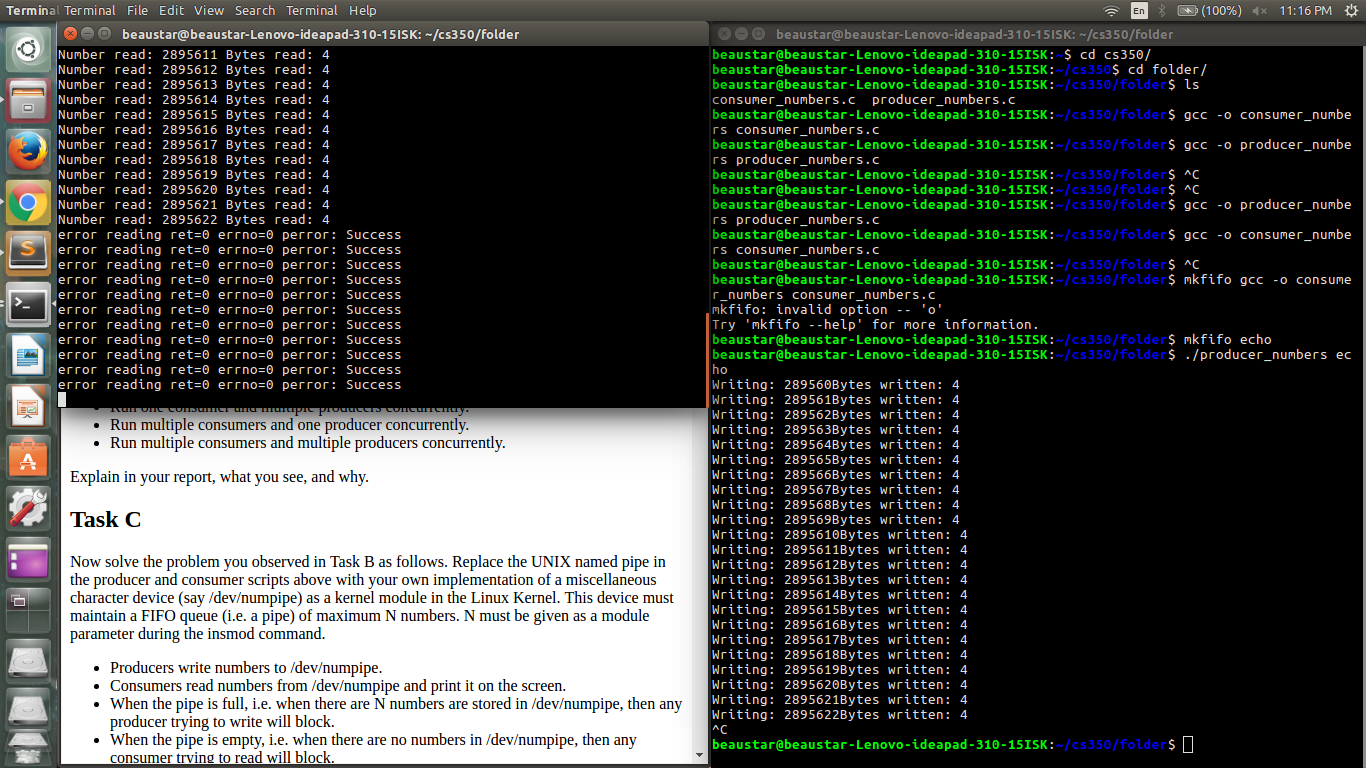 Terminal Terminal File Edit View Search Terminal Help En (100%) 11:16 PM
beaustar@beaustar-Lenovo-ideapad-310-15ISK: ~/cs350/folder
Number read: 2895611 Bytes read: 4
Number read: 2895612 Bytes read: 4
Number read: 2895613 Bytes read: 4
Number read: 2895614 Bytes read: 4
Number read: 2895615 Bytes read: 4
Number read: 2895616 Bytes read: 4
Number read: 2895617 Bytes read: 4
Number read: 2895618 Bytes read: 4
Number read: 2895619 Bytes read: 4
Number read: 2895620 Bytes read: 4
Number read: 2895621 Bytes read: 4
Number read: 2895622 Bytes read: 4
error reading ret=0 errno=0 perror: Success
error reading ret=0 errno=0 perror: Success
error reading ret=0 errno=0 perror: Success
error reading ret=0 errno=0 perror: Success
error reading ret=0 errno=0 perror: Success
error reading ret=0 errno=0 perror: Success
error reading ret=0 errno=0 perror: Success
error reading ret=0 errno=0 perror: Success
error reading ret=0 errno=0 perror: Success
error reading ret=0 errno=0 perror: Success
error reading ret=0 errno=0 perror: Success
• Run one consumer and multiple producers concurrently.
• Run multiple consumers and one producer concurrently.
• Run multiple consumers and multiple producers concurrently.
Explain in your report, what you see, and why.
Task C
Now solve the problem you observed in Task B as follows. Replace the UNIX named pipe in
the producer and consumer scripts above with your own implementation of a miscellaneous
character device (say /dev/numpipe) as a kernel module in the Linux Kernel. This device must
maintain a FIFO queue (i.e. a pipe) of maximum N numbers. N must be given as a module
parameter during the insmod command.
• Producers write numbers to /dev/numpipe.
• Consumers read numbers from /dev/numpipe and print it on the screen.
• When the pipe is full, i.e. when there are N numbers are stored in /dev/numpipe, then any
producer trying to write will block.
• When the pipe is empty, i.e. when there are no numbers in /dev/numpipe, then any
consumer trying to read will block.
beaustar@beaustar-Lenovo-ideapad-310-15ISK: ~/cs350/folder
beaustar@beaustar-Lenovo-ideapad-310-15ISK:~$ cd cs350/
beaustar@beaustar-Lenovo-ideapad-310-15ISK:~/cs350$ cd folder/
beaustar@beaustar-Lenovo-ideapad-310-15ISK:~/cs350/folder$ ls
consumer_numbers.c  producer_numbers.c
beaustar@beaustar-Lenovo-ideapad-310-15ISK:~/cs350/folder$ gcc -o consumer_numbe
rs consumer_numbers.c
beaustar@beaustar-Lenovo-ideapad-310-15ISK:~/cs350/folder$ gcc -o producer_numbe
rs producer_numbers.c
beaustar@beaustar-Lenovo-ideapad-310-15ISK:~/cs350/folder$ ^C
beaustar@beaustar-Lenovo-ideapad-310-15ISK:~/cs350/folder$ ^C
beaustar@beaustar-Lenovo-ideapad-310-15ISK:~/cs350/folder$ gcc -o producer_numbe
rs producer_numbers.c
beaustar@beaustar-Lenovo-ideapad-310-15ISK:~/cs350/folder$ gcc -o consumer_numbe
rs consumer_numbers.c
beaustar@beaustar-Lenovo-ideapad-310-15ISK:~/cs350/folder$ ^C
beaustar@beaustar-Lenovo-ideapad-310-15ISK:~/cs350/folder$ mkfifo gcc -o consume
r_numbers consumer_numbers.c
mkfifo: invalid option -- 'o'
Try 'mkfifo --help' for more information.
beaustar@beaustar-Lenovo-ideapad-310-15ISK:~/cs350/folder$ mkfifo echo
beaustar@beaustar-Lenovo-ideapad-310-15ISK:~/cs350/folder$ ./producer_numbers ec
ho
Writing: 289560Bytes written: 4
Writing: 289561Bytes written: 4
Writing: 289562Bytes written: 4
Writing: 289563Bytes written: 4
Writing: 289564Bytes written: 4
Writing: 289565Bytes written: 4
Writing: 289566Bytes written: 4
Writing: 289567Bytes written: 4
Writing: 289568Bytes written: 4
Writing: 289569Bytes written: 4
Writing: 2895610Bytes written: 4
Writing: 2895611Bytes written: 4
Writing: 2895612Bytes written: 4
Writing: 2895613Bytes written: 4
Writing: 2895614Bytes written: 4
Writing: 2895615Bytes written: 4
Writing: 2895616Bytes written: 4
Writing: 2895617Bytes written: 4
Writing: 2895618Bytes written: 4
Writing: 2895619Bytes written: 4
Writing: 2895620Bytes written: 4
Writing: 2895621Bytes written: 4
Writing: 2895622Bytes written: 4
^C
beaustar@beaustar-Lenovo-ideapad-310-15ISK:~/cs350/folder$